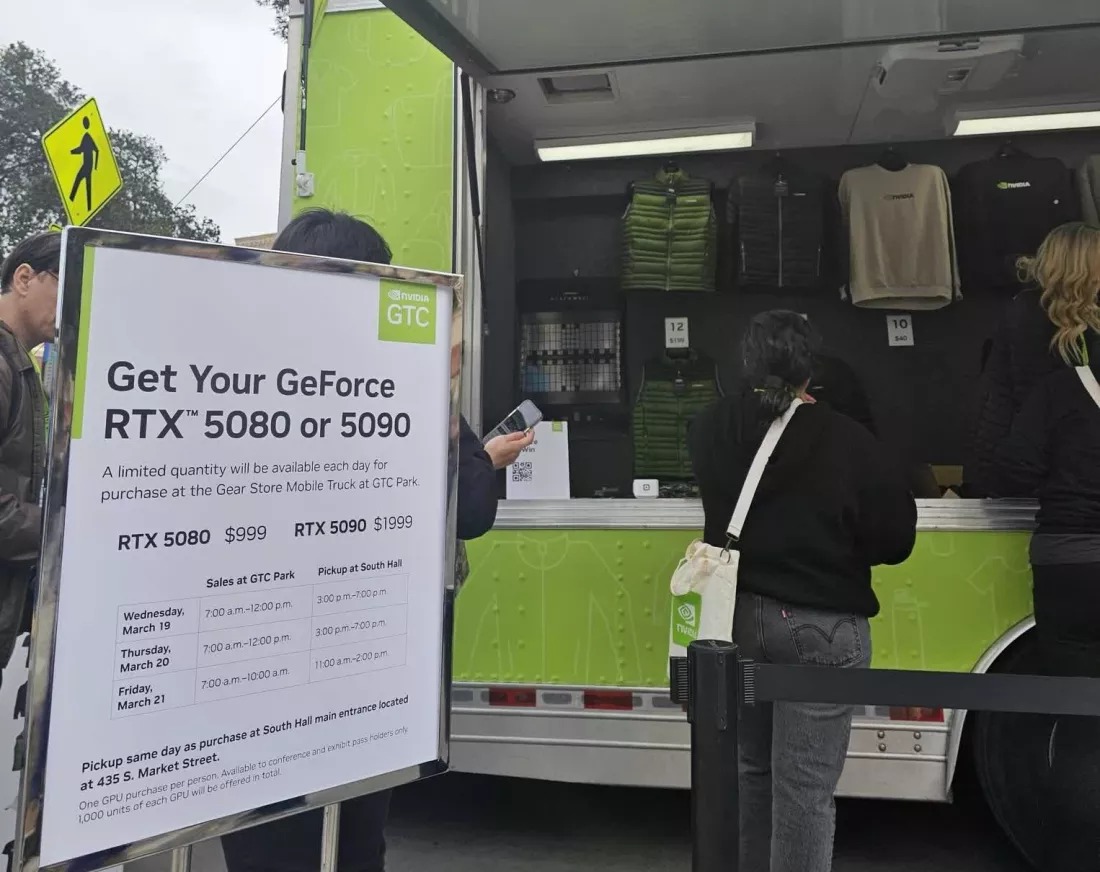 NVIDIA
GTC
Get Your GeForce
RTX™ 5080 or 5090
A limited quantity will be available each day for
purchase at the Gear Store Mobile Truck at GTC Park.
RTX 5080 $999 RTX 5090 $1999
Sales at GTC Park Pickup at South Hall
Wednesday,
March 19 7:00 a.m.–12:00 p.m. 3:00 p.m.–7:00 p.m.
Thursday,
March 20 7:00 a.m.–12:00 p.m. 3:00 p.m.–7:00 p.m.
Friday,
March 21 7:00 a.m.–10:00 a.m. 11:00 a.m.–2:00 p.m.
Pickup same day as purchase at South Hall main entrance located
at 435 S. Market Street.
One GPU purchase per person. Available to conference and exhibit pass holders only.
1,000 units of each GPU will be offered in total.
12
$198
10
$40
NVIDIA
NVIDIA
Win
NVIDIA